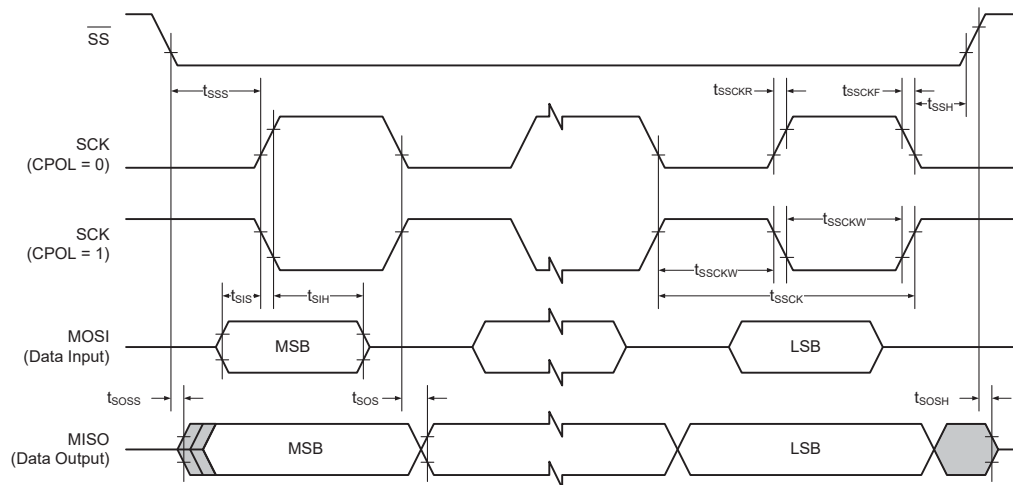 SS
tSSS
tSSCKR
tSSCKF
tSSH
SCK
(CPOL = 0)
SCK
(CPOL = 1)
tSSCKW
tSSCKW
tSSCK
tSIS
tSIH
MOSI
(Data Input)
MSB
LSB
tSOSS
tSOS
tSOSH
MISO
(Data Output)
MSB
LSB